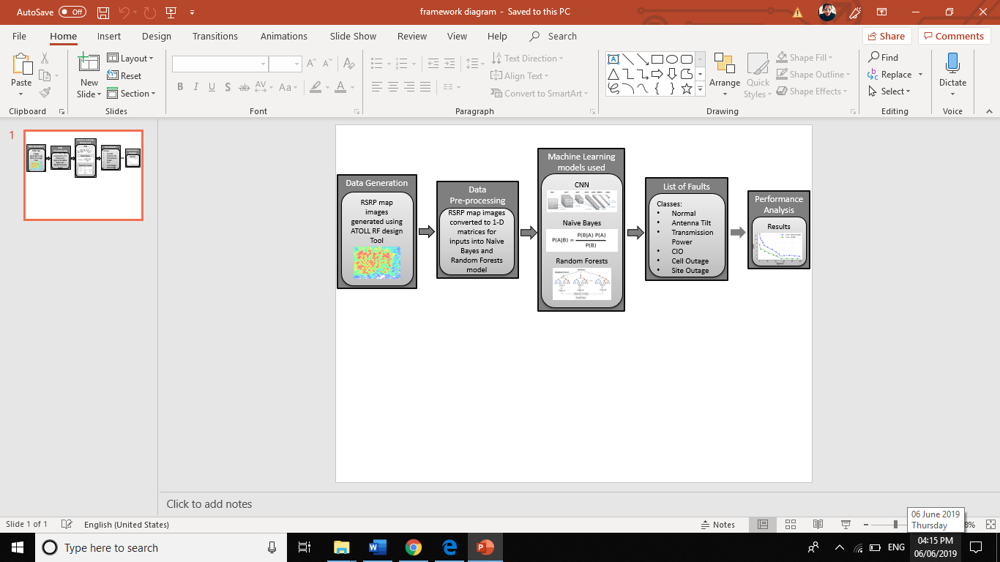 AutoSave Off
framework diagram - Saved to this PC
File Home Insert Design Transitions Animations Slide Show Review View Help Search
Share Comments
Paste
Clipboard
New
Slide
Layout
Reset
Section
Slides
B I U S ab AV Aa A
Font
Text Direction
Align Text
Convert to SmartArt
Paragraph
Arrange
Quick
Styles
Shape Fill
Shape Outline
Shape Effects
Drawing
Find
Replace
Select
Editing
Dictate
Voice
1
Data Generation
RSRP map
images
generated using
ATOLL RF design
Tool
Data
Pre-processing
RSRP map images
converted to 1-D
matrices for
inputs into Naïve
Bayes and
Random Forests
model
Machine Learning
models used
CNN
Naïve Bayes
P(A|B) = P(B|A) P(A)
P(B)
Random Forests
List of Faults
Classes:
• Normal
• Antenna Tilt
• Transmission
Power
• CIO
• Cell Outage
• Site Outage
Performance
Analysis
Results
Click to add notes
Slide 1 of 1
English (United States)
Notes
8%
06 June 2019
Thursday
Type here to search
ENG
04:15 PM
06/06/2019